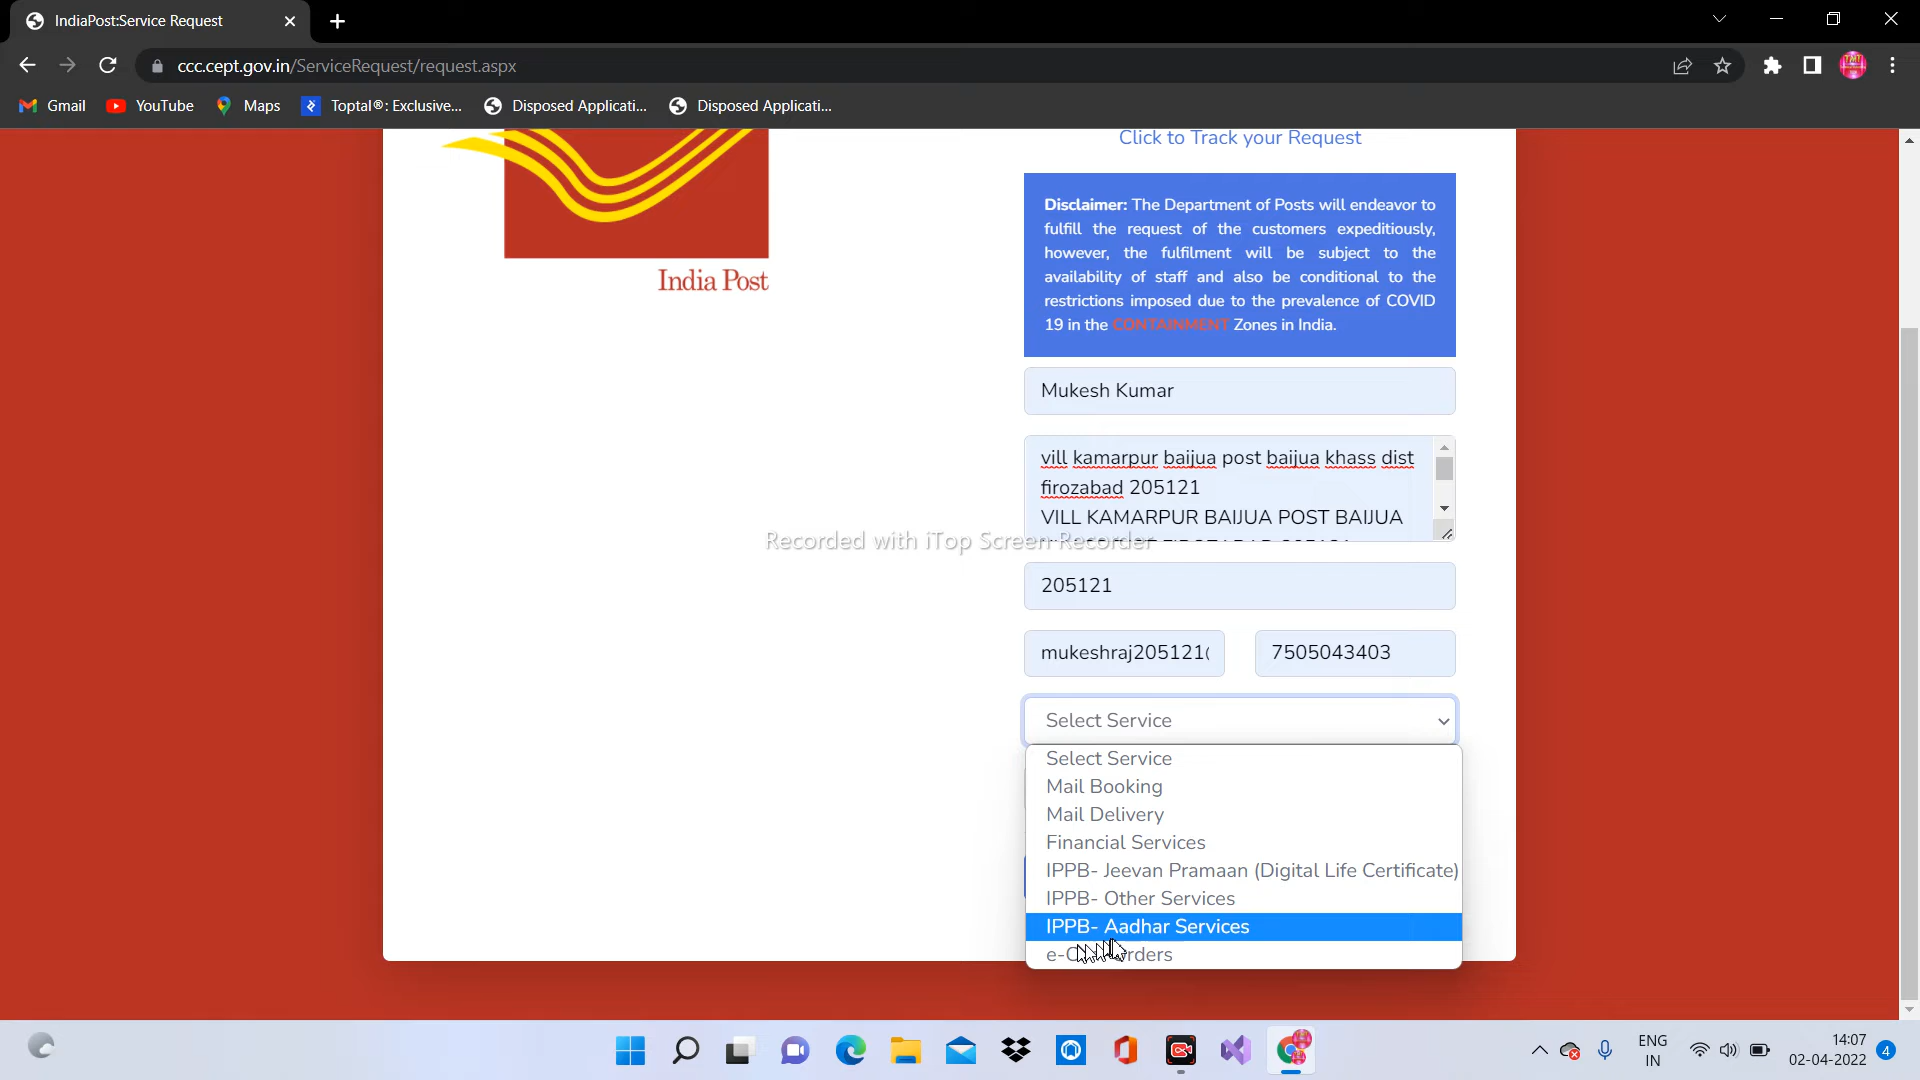 IndiaPost:Service Request
ccc.cept.gov.in/ServiceRequest/request.aspx
Gmail
YouTube
Maps
Toptal®: Exclusive...
Disposed Applicati...
Disposed Applicati...
Click to Track your Request
Disclaimer: The Department of Posts will endeavor to
fulfill the request of the customers expeditiously,
however, the fulfilment will be subject to the
availability of staff and also be conditional to the
restrictions imposed due to the prevalence of COVID
19 in the CONTAINMENT Zones in India.
India Post
Mukesh Kumar
vill kamarpur baijua post baijua khass dist
firozabad 205121
VILL KAMARPUR BAIJUA POST BAIJUA
Recorded with iTop Screen Recorder
205121
mukeshraj205121(
7505043403
Select Service
Select Service
Mail Booking
Mail Delivery
Financial Services
IPPB- Jeevan Pramaan (Digital Life Certificate)
IPPB- Other Services
IPPB- Aadhar Services
ENG
IN
14:07
02-04-2022
4